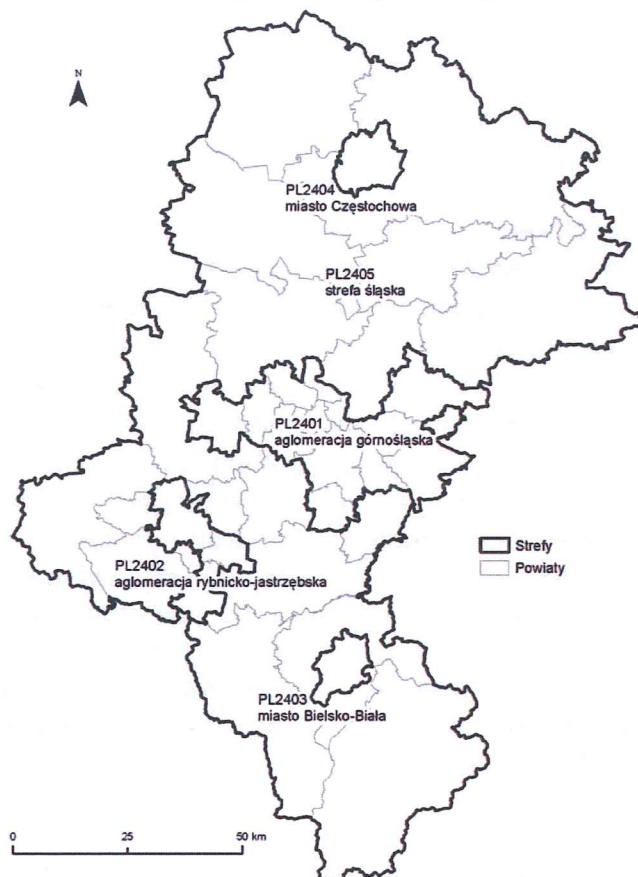 N
PL2404
miasto Częstochowa
PL2405
strefa śląska
PL2401
aglomeracja górnośląska
Strefy
Powiaty
PL2402
aglomeracja rybnicko-jastrzębska
PL2403
miasto Bielsko-Biała
0 25 50 km